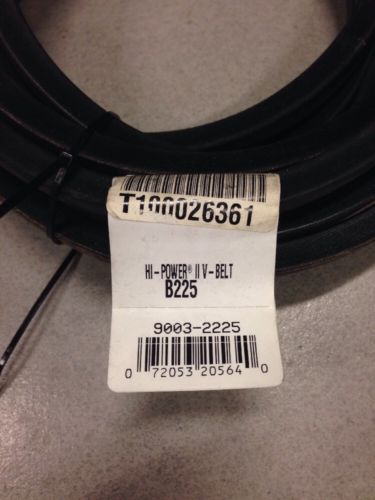 T100026361
HI-POWER® II V-BELT
B225
9003-2225
0 72053 20564 0